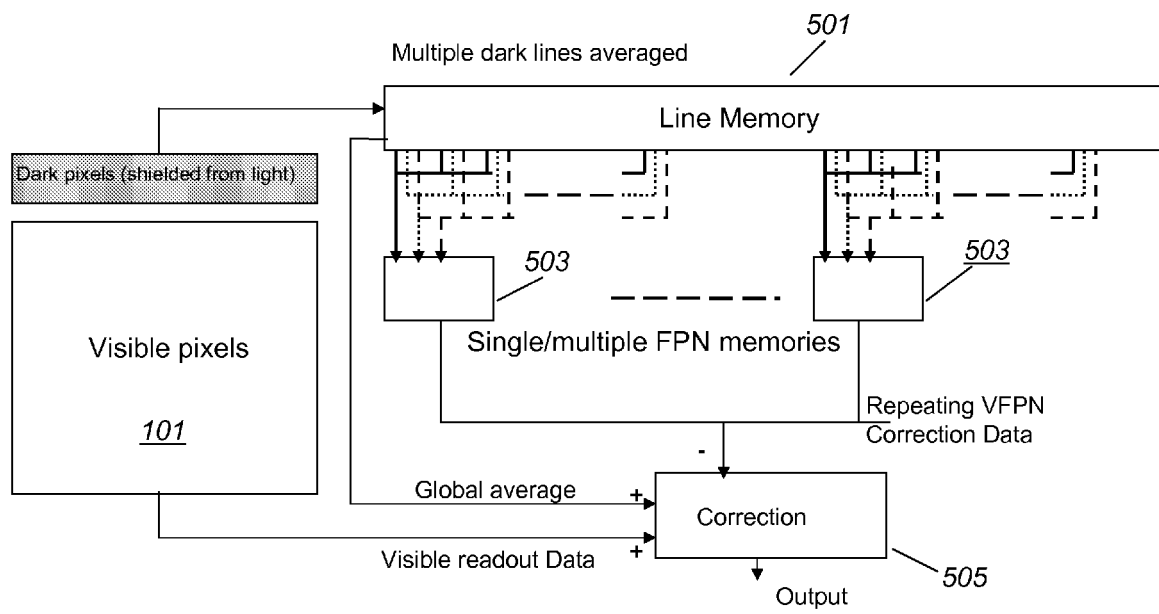 501
Multiple dark lines averaged
Line Memory
Dark pixels (shielded from light)
503
503
Visible pixels
Single/multiple FPN memories
101
Repeating VFPN
Correction Data
-
Global average
+
Correction
Visible readout Data
+
505
Output